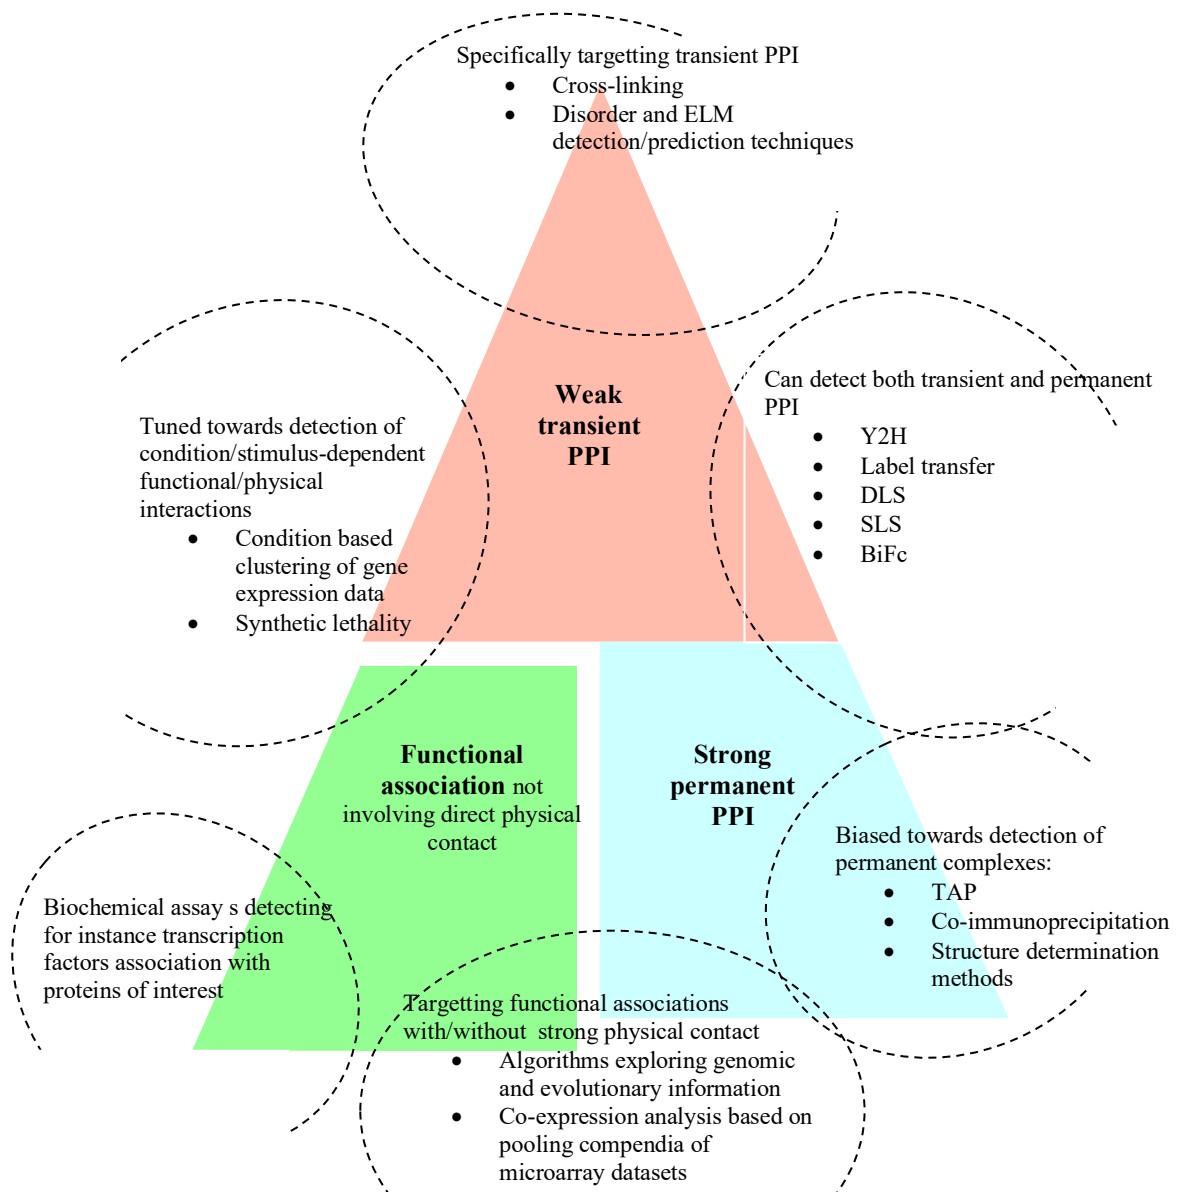 Specifically targetting transient PPI
• Cross-linking
• Disorder and ELM
detection/prediction techniques
Weak
transient
PPI
Can detect both transient and permanent
PPI
• Y2H
• Label transfer
• DLS
• SLS
• BiFc
Tuned towards detection of
condition/stimulus-dependent
functional/physical
interactions
• Condition based
clustering of gene
expression data
• Synthetic lethality
Functional
association not
involving direct physical
contact
Strong
permanent
PPI
Biased towards detection of
permanent complexes:
• TAP
• Co-immunoprecipitation
• Structure determination
methods
Biochemical assay s detecting
for instance transcription
factors association with
proteins of interest
Targetting functional associations
with/without strong physical contact
• Algorithms exploring genomic
and evolutionary information
• Co-expression analysis based on
pooling compendia of
microarray datasets